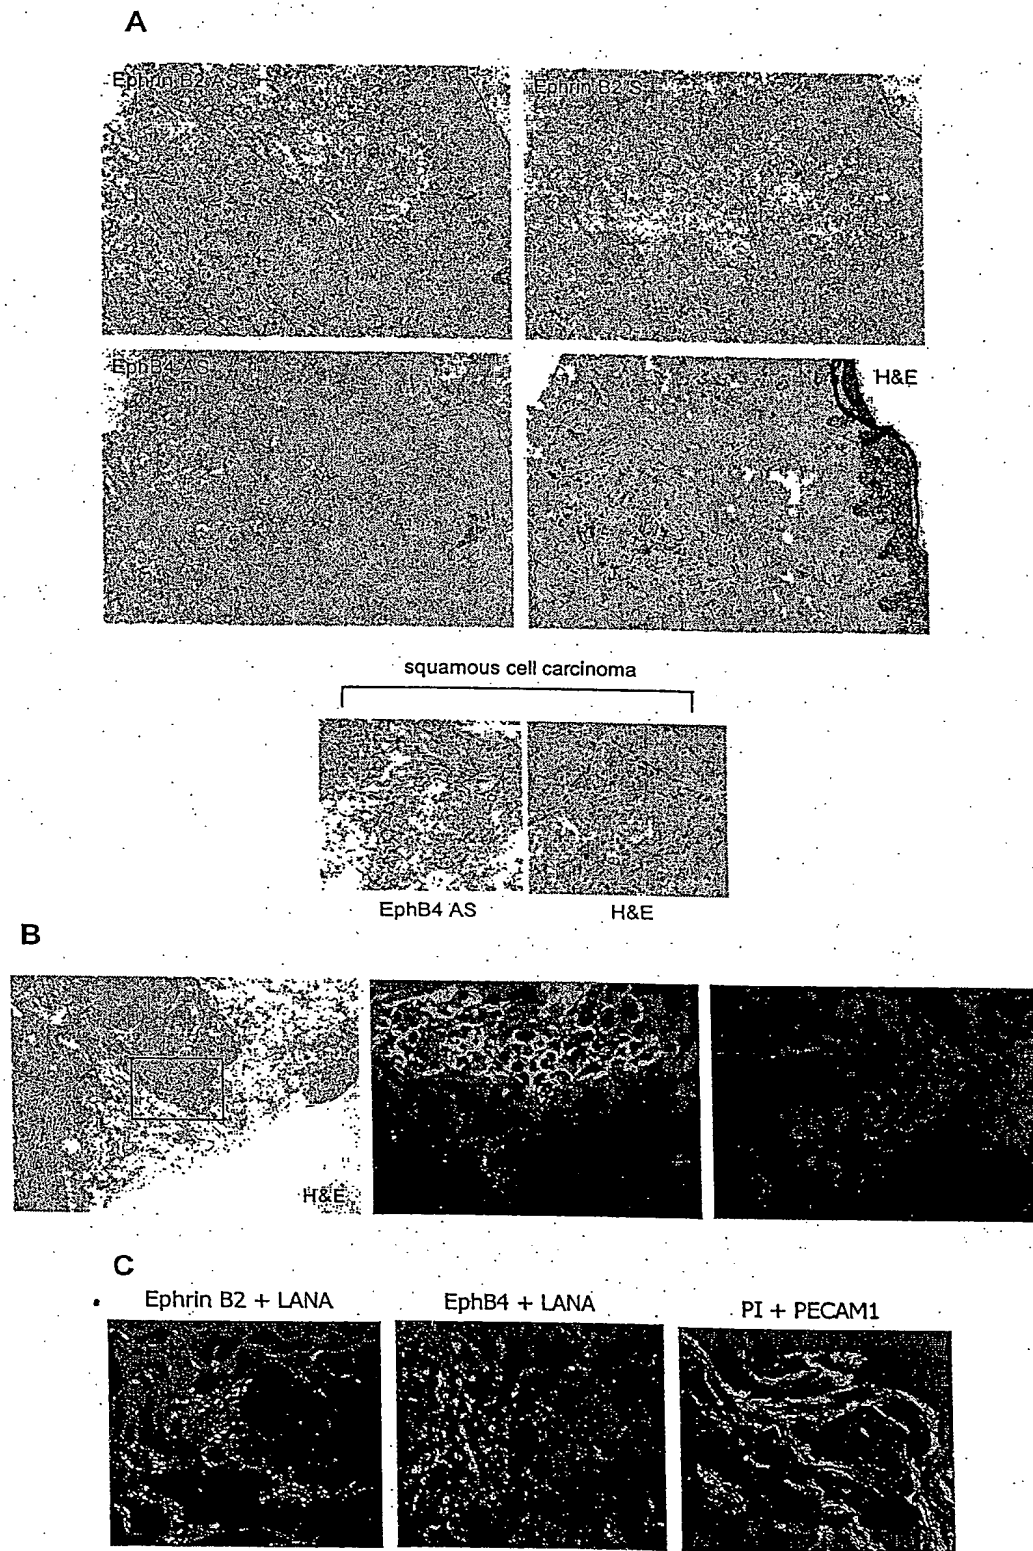 A
Ephrin B2 AS
Ephrin B2 S
EphB4 AS
H&E
squamous cell carcinoma
EphB4 AS
H&E
B
H&E
C
Ephrin B2 + LANA
EphB4 + LANA
PI + PECAM1